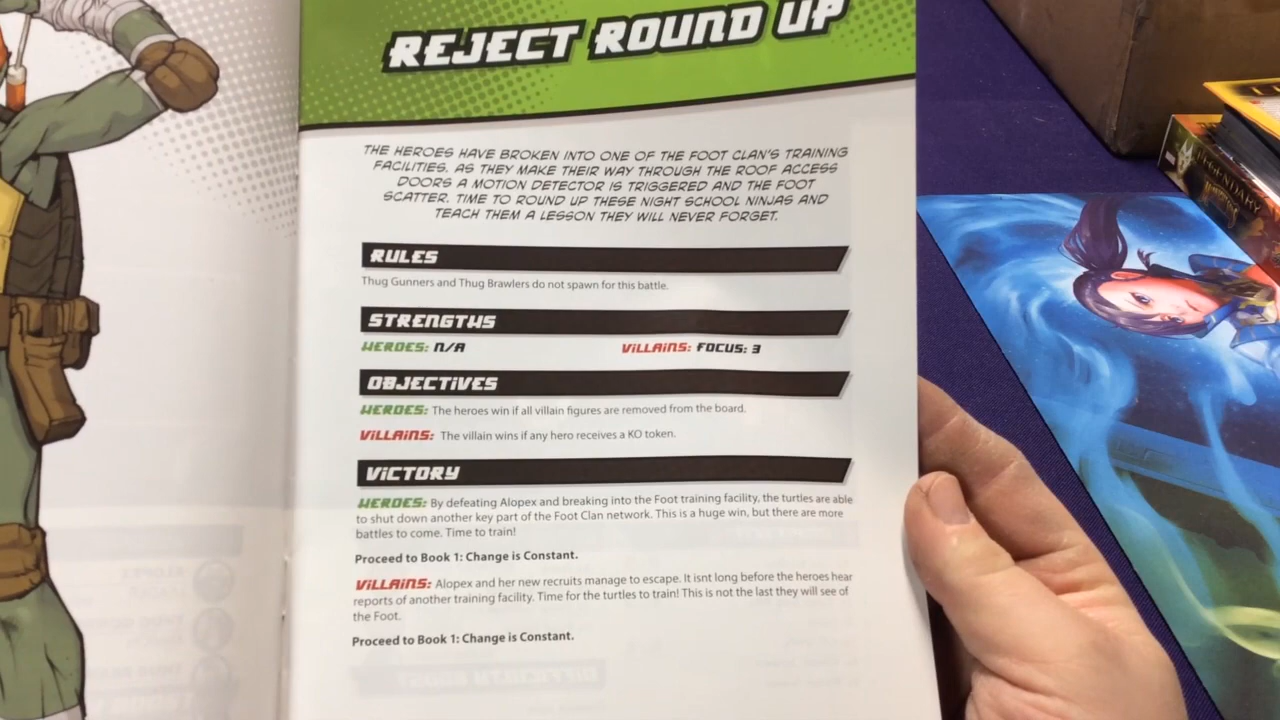 REJECT ROUND UP
THE HEROES HAVE BROKEN INTO ONE OF THE FOOT CLAN'S TRAINING
FACILITIES. AS THEY MAKE THEIR WAY THROUGH THE ROOF ACCESS
DOORS A MOTION DETECTOR IS TRIGGERED AND THE FOOT
SCATTER. TIME TO ROUND UP THESE NIGHT SCHOOL NINJAS AND
TEACH THEM A LESSON THEY WILL NEVER FORGET.
RULES
Thug Gunners and Thug Brawlers do not spawn for this battle.
STRENGTHS
HEROES: N/A
VILLAINS: FOCUS: 3
OBJECTIVES
HEROES: The heroes win if all villain figures are removed from the board.
VILLAINS: The villain wins if any hero receives a KO token.
VICTORY
HEROES: By defeating Alopex and breaking into the Foot training facility, the turtles are able
to shut down another key part of the Foot Clan network. This is a huge win, but there are more
battles to come. Time to train!
Proceed to Book 1: Change is Constant.
VILLAINS: Alopex and her new recruits manage to escape. It isnt long before the heroes hear
reports of another training facility. Time for the turtles to train! This is not the last they will see of
the Foot.
Proceed to Book 1: Change is Constant.
LEGENDARY